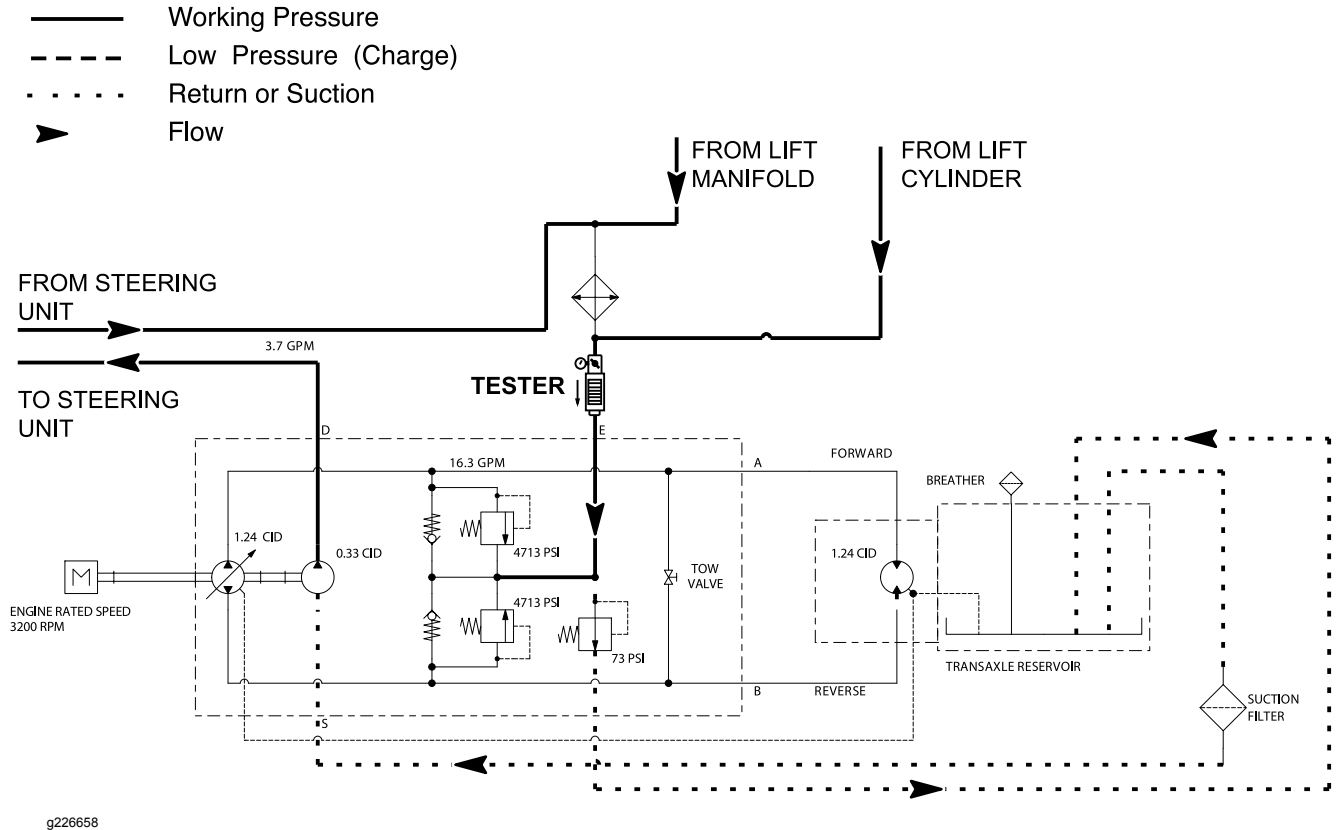 Working Pressure
Low Pressure (Charge)
Return or Suction
Flow
FROM LIFT
MANIFOLD
FROM LIFT
CYLINDER
FROM STEERING
UNIT
3.7 GPM
TO STEERING
UNIT
TESTER
D
E
16.3 GPM
A
FORWARD
BREATHER
1.24 CID
0.33 CID
4713 PSI
TOW
VALVE
1.24 CID
M
ENGINE RATED SPEED
3200 RPM
4713 PSI
73 PSI
TRANSAXLE RESERVOIR
B
REVERSE
SUCTION
FILTER
S
g226658